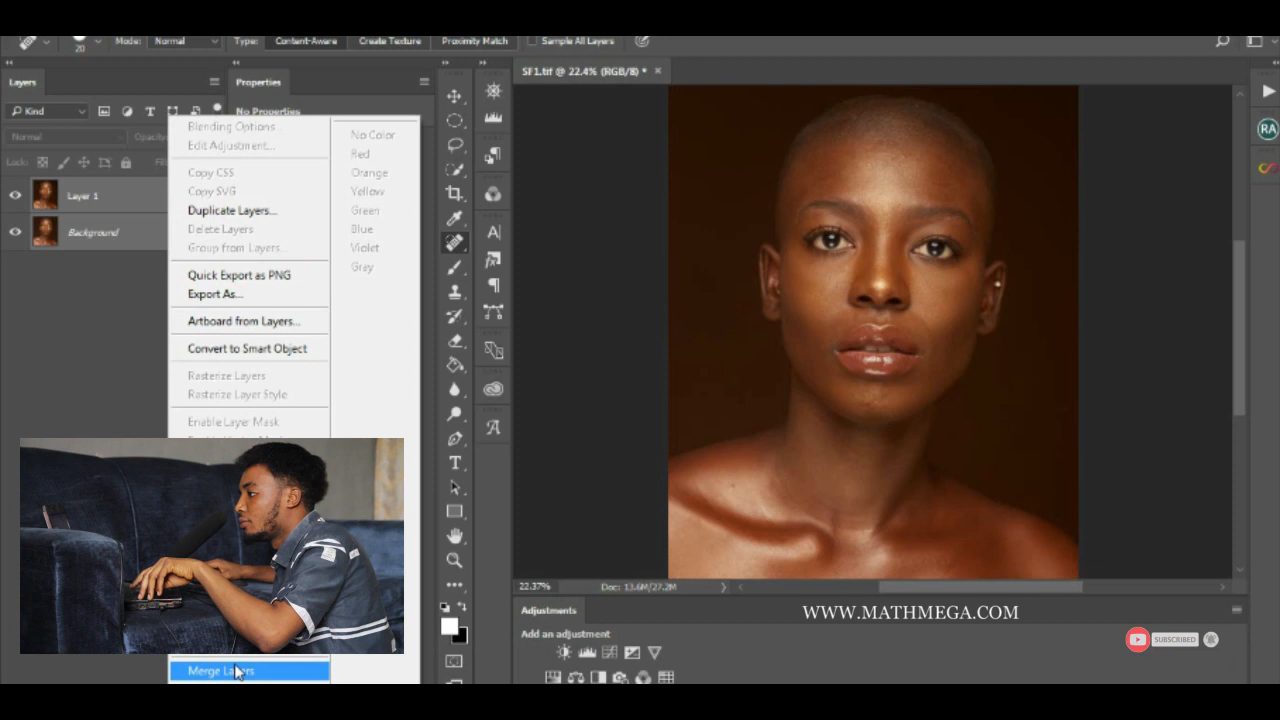 20
Mode:
Normal
Type:
Content-Aware
Create Texture
Proximity Match
Sample All Layers
Layers
Properties
SF1.tif @ 22.4% (RGB/8) *
Kind
No Properties
Normal
Opacity
Lock:
Layer 1
Background
Blending Options
Edit Adjustment...
Copy CSS
Copy SVG
Duplicate Layers...
Delete Layers
Group from Layers...
Quick Export as PNG
Export As...
Artboard from Layers...
Convert to Smart Object
Rasterize Layers
Rasterize Layer Style
Enable Layer Mask
Merge Layers
No Color
Red
Orange
Yellow
Green
Blue
Violet
Gray
RA
22.37%
Doc: 13.6M/27.2M
Adjustments
Add an adjustment
WWW.MATHMEGA.COM
SUBSCRIBED